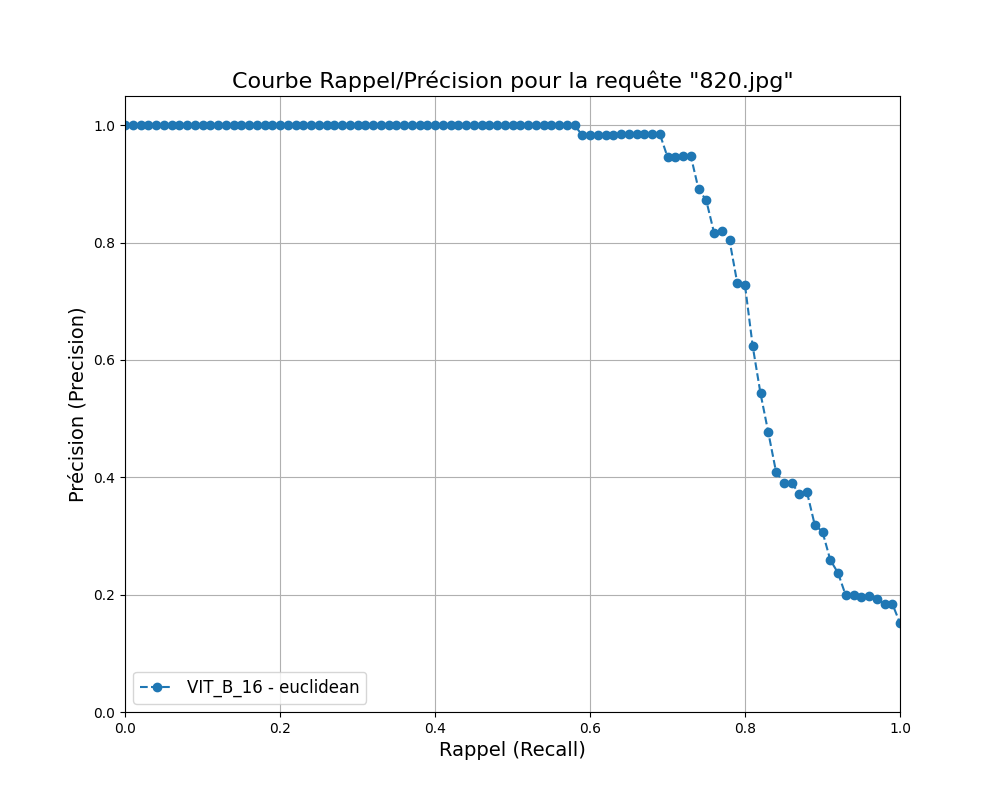 Courbe Rappel/Précision pour la requête "820.jpg"
Précision (Precision)
1.0
0.8
0.6
0.4
0.2
0.0
VIT_B_16 - euclidean
0.0 0.2 0.4 0.6 0.8 1.0
Rappel (Recall)